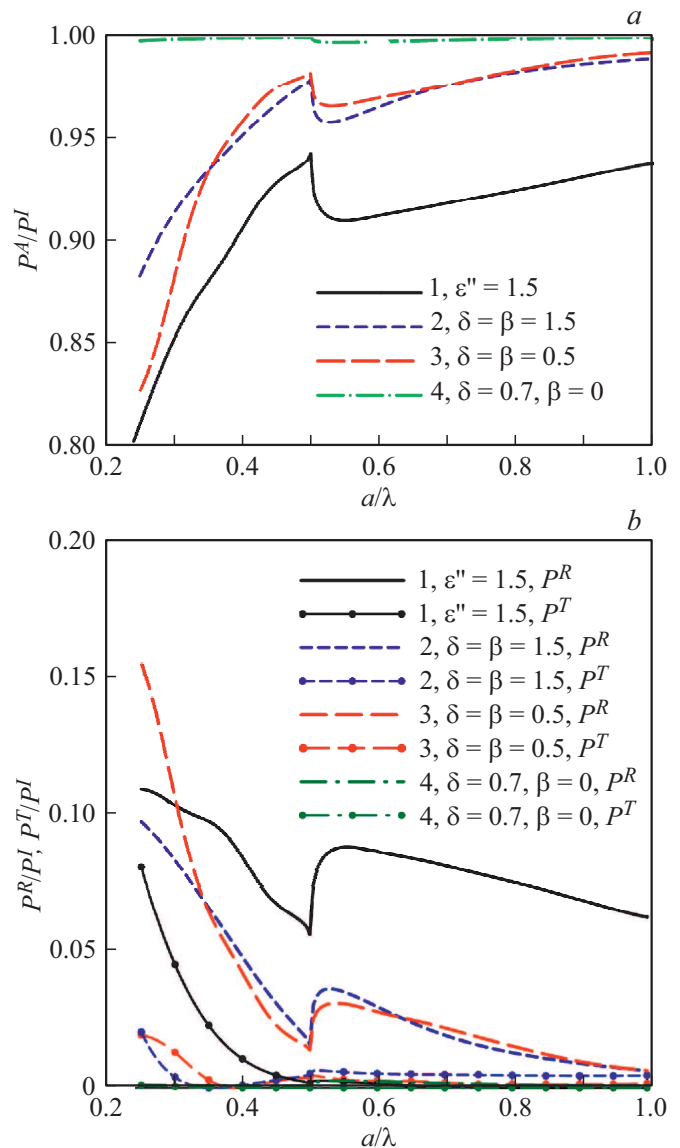 a
1.00
0.95
0.90
0.85
0.80
P^A/P^I
1, ε" = 1.5
2, δ = β = 1.5
3, δ = β = 0.5
4, δ = 0.7, β = 0
0.2 0.4 0.6 0.8 1.0
a/λ
b
0.20
0.15
0.10
0.05
0
P^R/P^I, P^T/P^I
1, ε" = 1.5, P^R
1, ε" = 1.5, P^T
2, δ = β = 1.5, P^R
2, δ = β = 1.5, P^T
3, δ = β = 0.5, P^R
3, δ = β = 0.5, P^T
4, δ = 0.7, β = 0, P^R
4, δ = 0.7, β = 0, P^T
0.2 0.4 0.6 0.8 1.0
a/λ